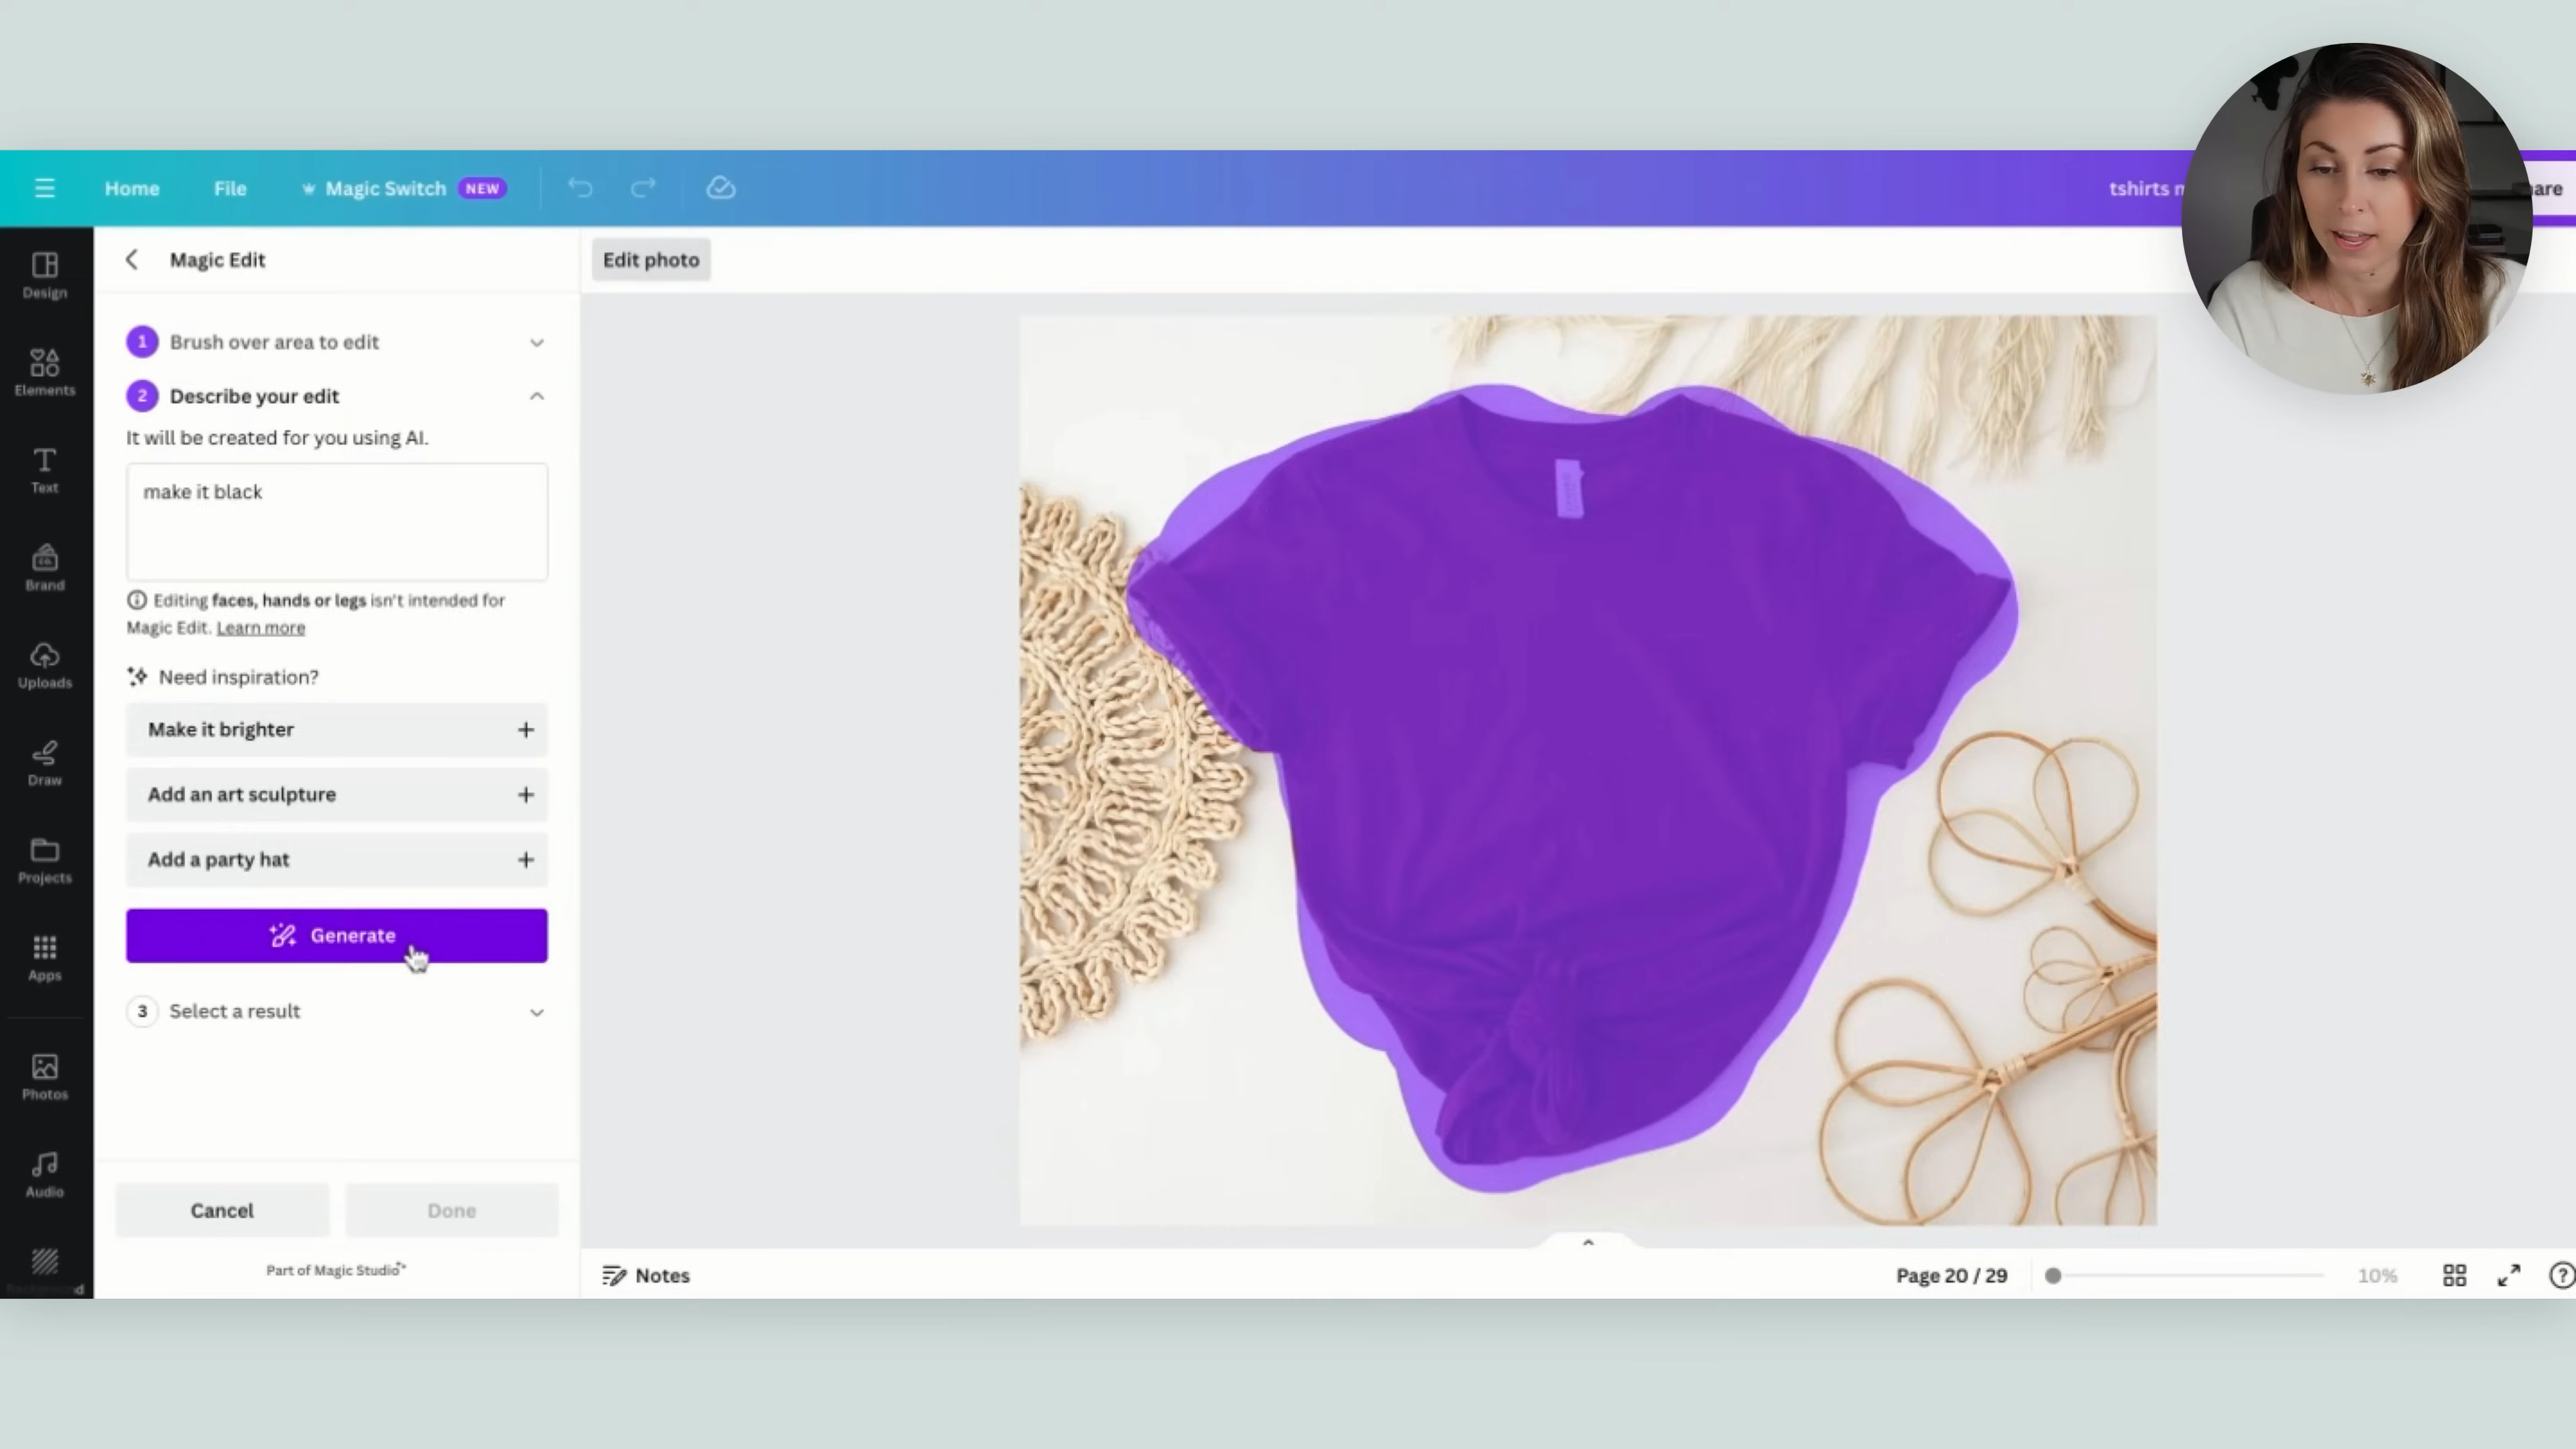 Home
File
Magic Switch NEW
tshirts
Design
Elements
Text
Brand
Uploads
Draw
Projects
Apps
Photos
Audio
Magic Edit
Edit photo
1 Brush over area to edit
2 Describe your edit
It will be created for you using AI.
make it black
Editing faces, hands or legs isn't intended for
Magic Edit. Learn more
Need inspiration?
Make it brighter +
Add an art sculpture +
Add a party hat +
Generate
3 Select a result
Cancel
Done
Part of Magic Studio
Notes
Page 20 / 29
10%
?